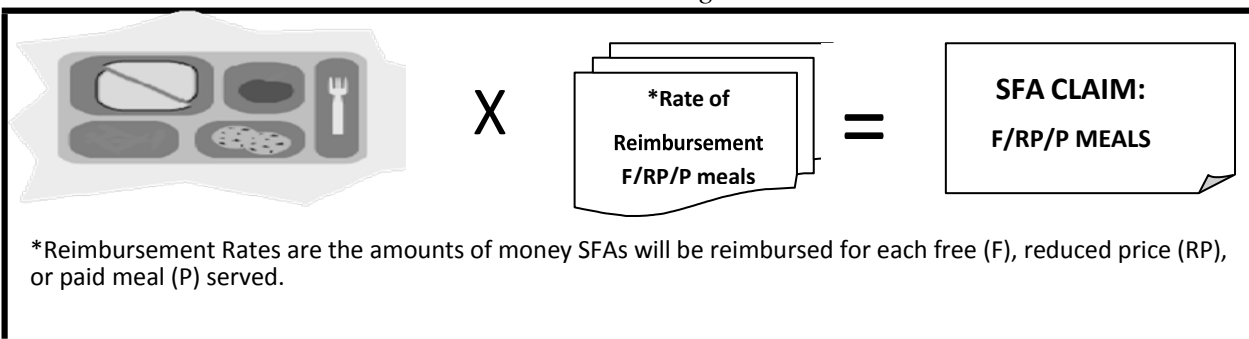 X
*Rate of
Reimbursement
F/RP/P meals
=
SFA CLAIM:
F/RP/P MEALS
*Reimbursement Rates are the amounts of money SFAs will be reimbursed for each free (F), reduced price (RP),
or paid meal (P) served.